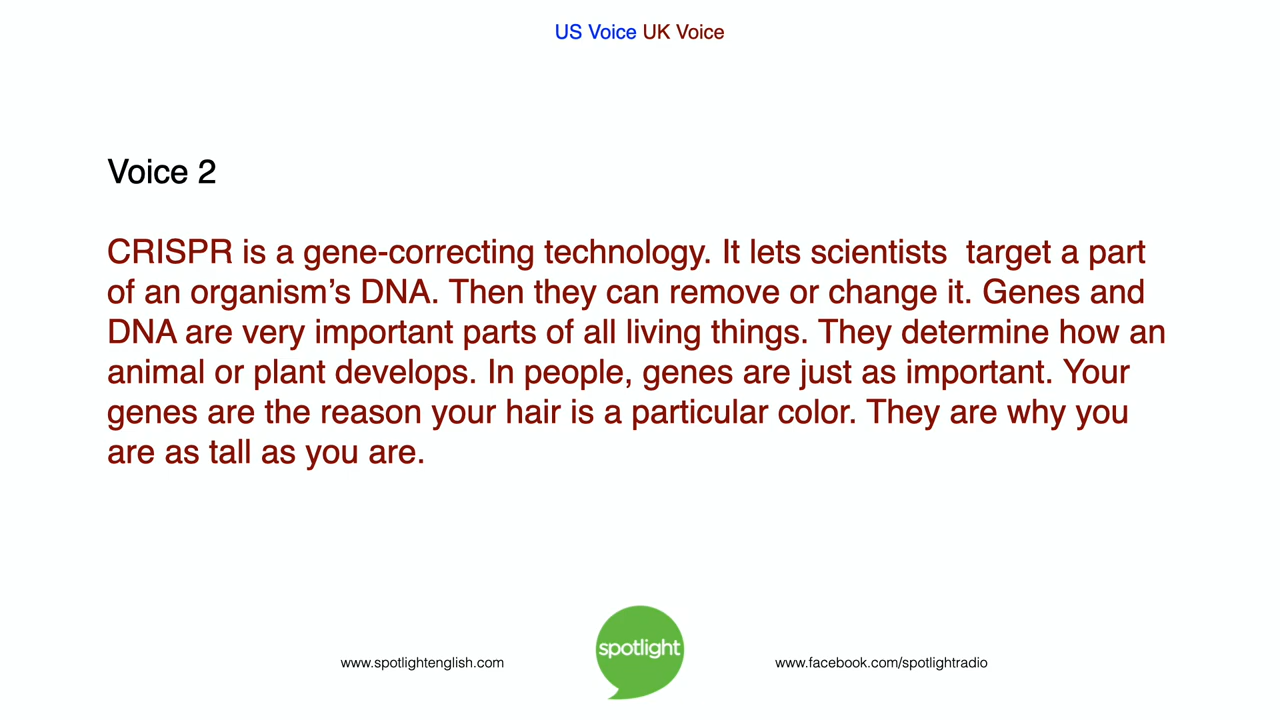 US Voice UK Voice
Voice 2
CRISPR is a gene-correcting technology. It lets scientists  target a part
of an organism’s DNA. Then they can remove or change it. Genes and
DNA are very important parts of all living things. They determine how an
animal or plant develops. In people, genes are just as important. Your
genes are the reason your hair is a particular color. They are why you
are as tall as you are.
www.spotlightenglish.com
spotlight
www.facebook.com/spotlightradio